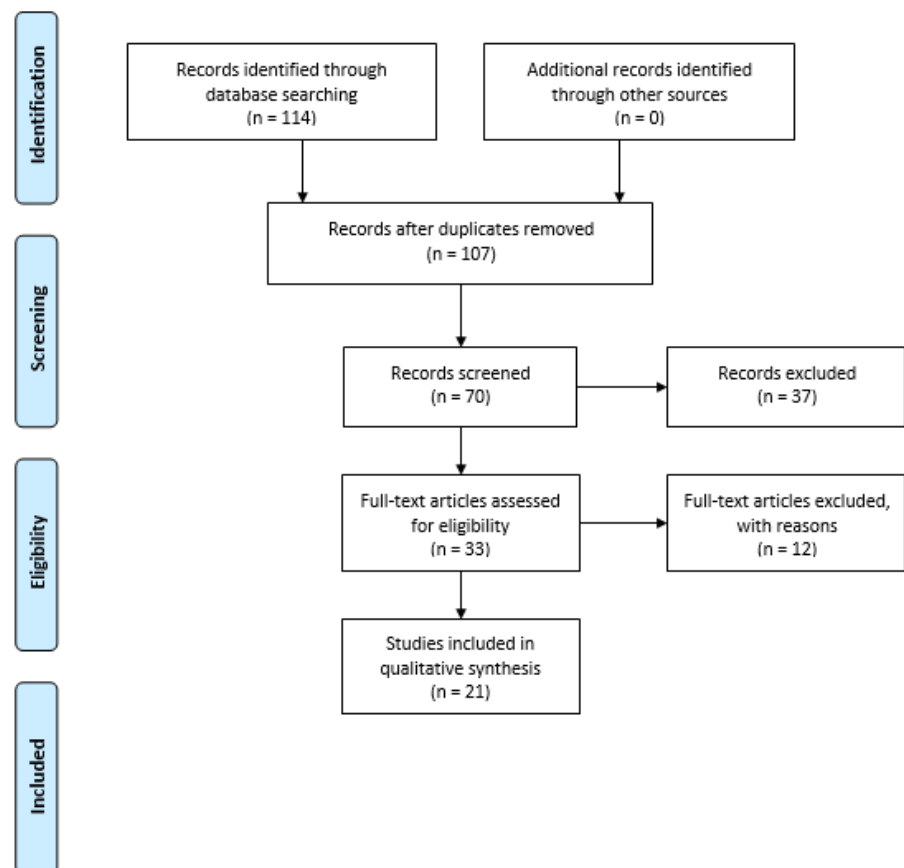 Identification
Records identified through
database searching
(n = 114)
Additional records identified
through other sources
(n = 0)
Records after duplicates removed
(n = 107)
Screening
Records screened
(n = 70)
Records excluded
(n = 37)
Eligibility
Full-text articles assessed
for eligibility
(n = 33)
Full-text articles excluded,
with reasons
(n = 12)
Studies included in
qualitative synthesis
(n = 21)
Included